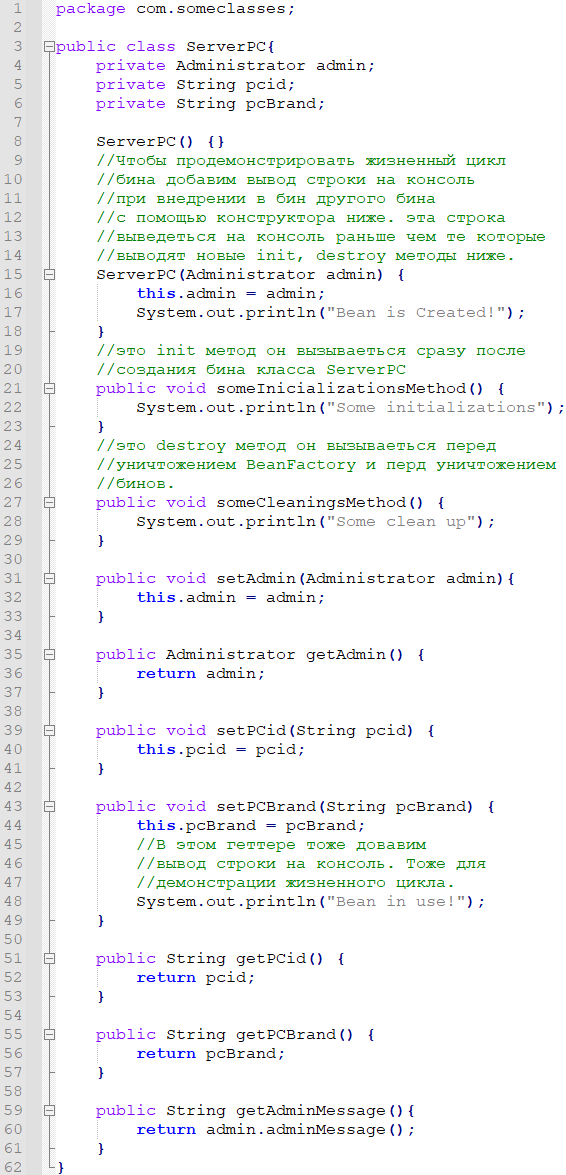 1 package com.someclasses;
2
3 public class ServerPC{
4     private Administrator admin;
5     private String pcid;
6     private String pcBrand;
7
8     ServerPC() {}
9     //Чтобы продемонстрировать жизненный цикл
10     //бина добавим вывод строки на консоль
11     //при внедрении в бин другого бина
12     //с помощью конструктора ниже. эта строка
13     //выведеться на консоль раньше чем те которые
14     //выводят новые init, destroy методы ниже.
15     ServerPC(Administrator admin) {
16         this.admin = admin;
17         System.out.println("Bean is Created!");
18     }
19     //это init метод он вызываеться сразу после
20     //создания бина класса ServerPC
21     public void someInicializationsMethod() {
22         System.out.println("Some initializations");
23     }
24     //это destroy метод он вызываеться перед
25     //уничтожением BeanFactory и перд уничтожением
26     //бинов.
27     public void someCleaningsMethod() {
28         System.out.println("Some clean up");
29     }
30
31     public void setAdmin(Administrator admin){
32         this.admin = admin;
33     }
34
35     public Administrator getAdmin() {
36         return admin;
37     }
38
39     public void setPCid(String pcid) {
40         this.pcid = pcid;
41     }
42
43     public void setPCBrand(String pcBrand) {
44         this.pcBrand = pcBrand;
45         //В этом геттере тоже довавим
46         //вывод строки на консоль. Тоже для
47         //демонстрации жизненного цикла.
48         System.out.println("Bean in use!");
49     }
50
51     public String getPCid() {
52         return pcid;
53     }
54
55     public String getPCBrand() {
56         return pcBrand;
57     }
58
59     public String getAdminMessage(){
60         return admin.adminMessage();
61     }
62 }